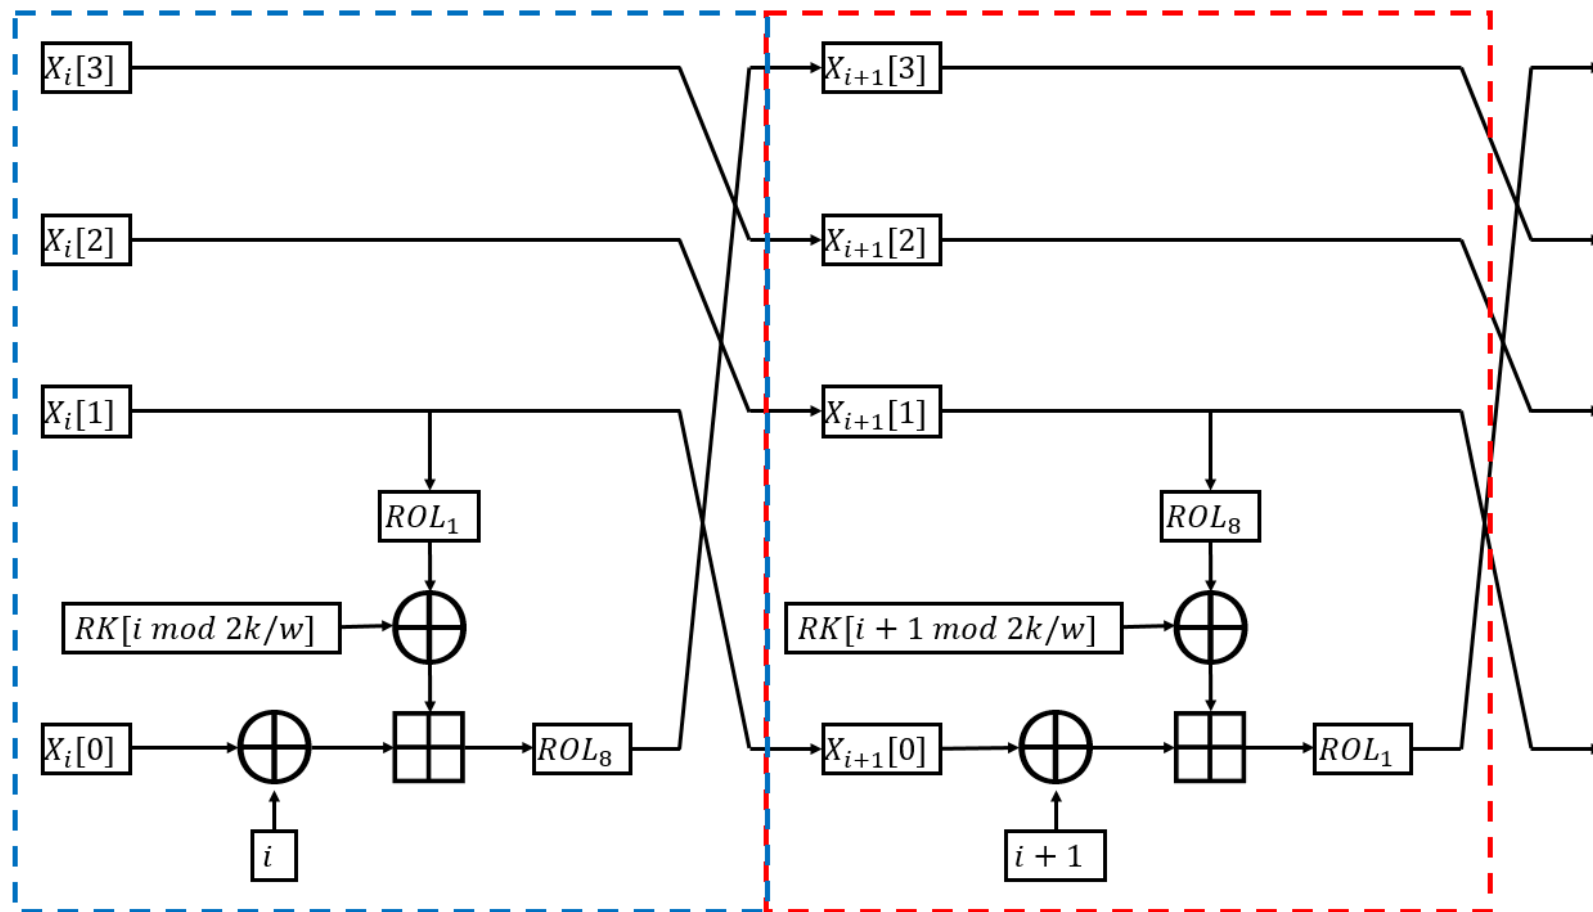 X_i[3]
X_{i+1}[3]
X_i[2]
X_{i+1}[2]
X_i[1]
X_{i+1}[1]
ROL_1
ROL_8
RK[i mod 2k/w]
RK[i + 1 mod 2k/w]
X_i[0]
ROL_8
X_{i+1}[0]
ROL_1
i
i + 1